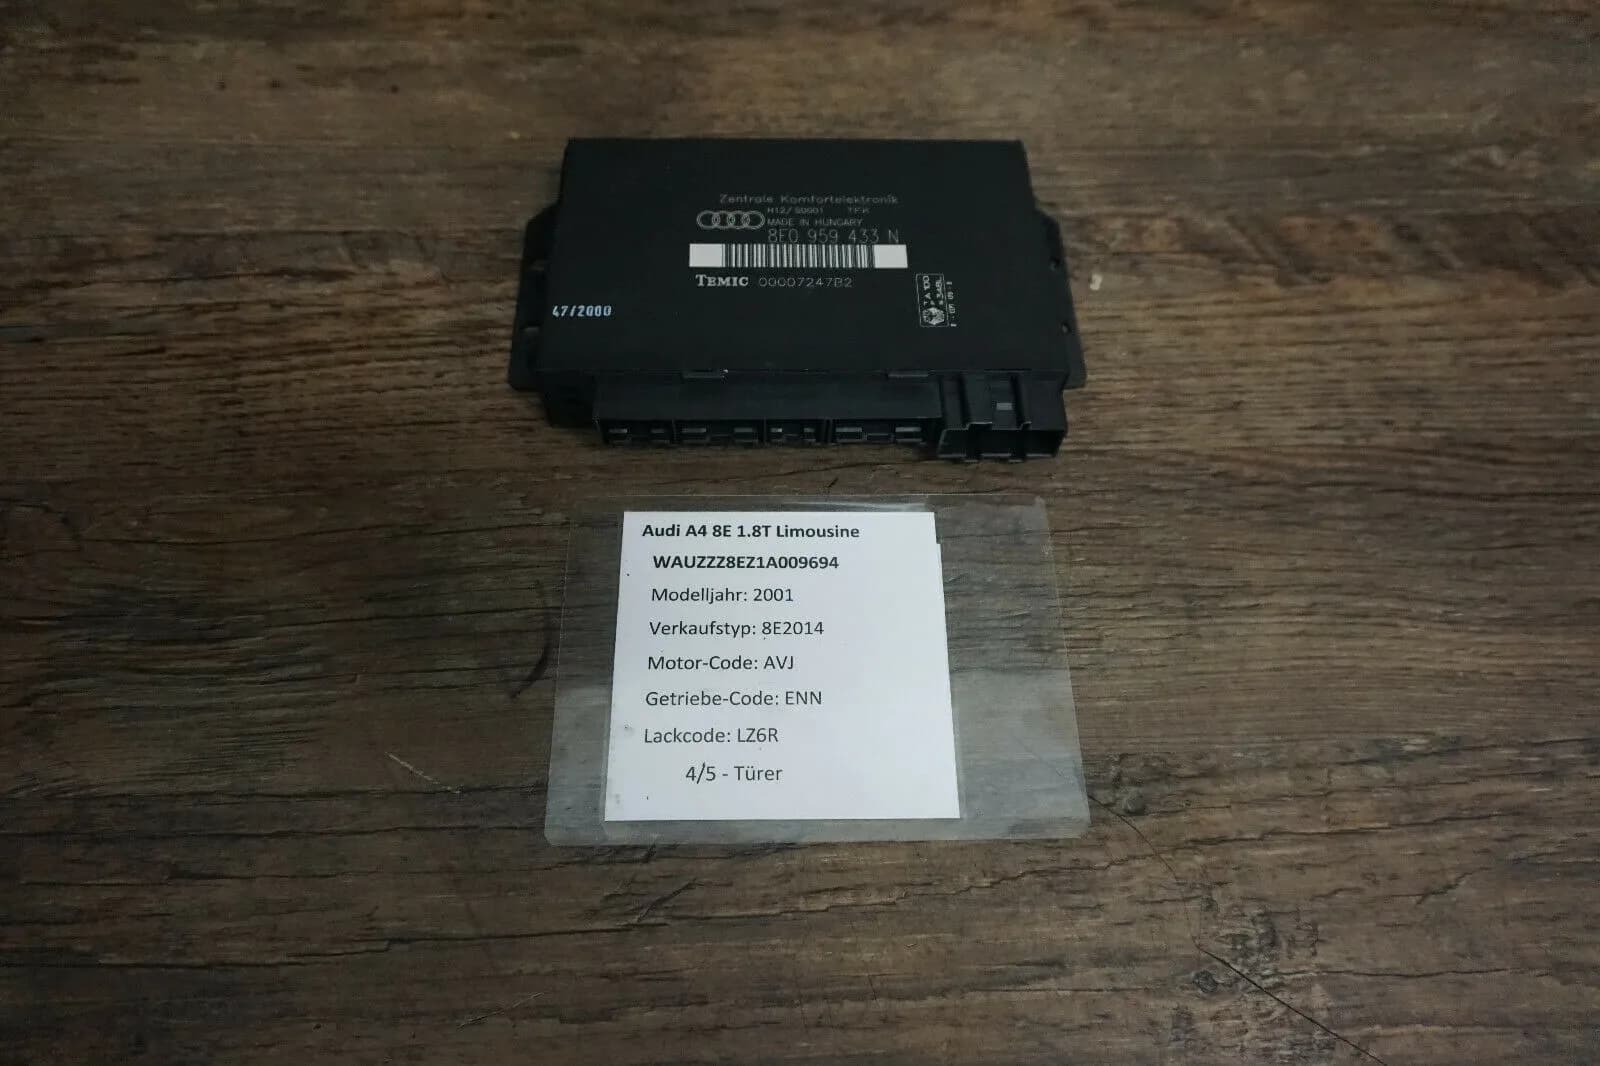 Zentrale Komfortelektronik
MADE IN HUNGARY
8E0 959 433 N
TEMIC 00007247B2
47/2000
Audi A4 8E 1.8T Limousine
WAUZZZ8EZ1A009694
Modelljahr: 2001
Verkaufstyp: 8E2014
Motor-Code: AVJ
Getriebe-Code: ENN
Lackcode: LZ6R
4/5 - Türer